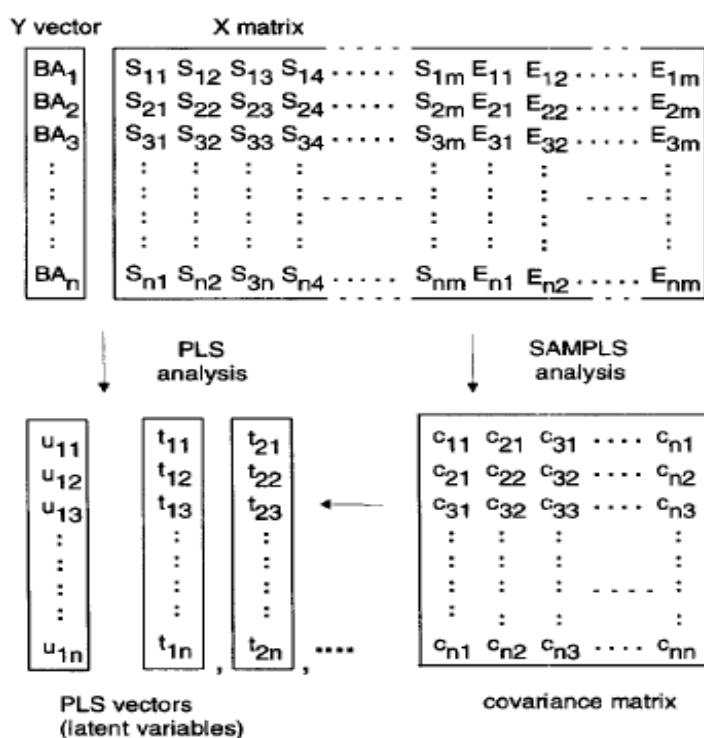 Y vector X matrix
BA1 S11 S12 S13 S14 ..... S1m E11 E12 ..... E1m
BA2 S21 S22 S23 S24 ..... S2m E21 E22 ..... E2m
BA3 S31 S32 S33 S34 ..... S3m E31 E32 ..... E3m
BAn Sn1 Sn2 S3n Sn4 ..... Snm En1 En2 ..... Enm
PLS SAMPLS
analysis analysis
u11 t11 t21 c11 c21 c31 .... cn1
u12 t12 t22 c21 c22 c32 .... cn2
u13 t13 t23 c31 c32 c33 .... cn3
u1n t1n , t2n , .... cn1 cn2 cn3 .... cnn
PLS vectors covariance matrix
(latent variables)